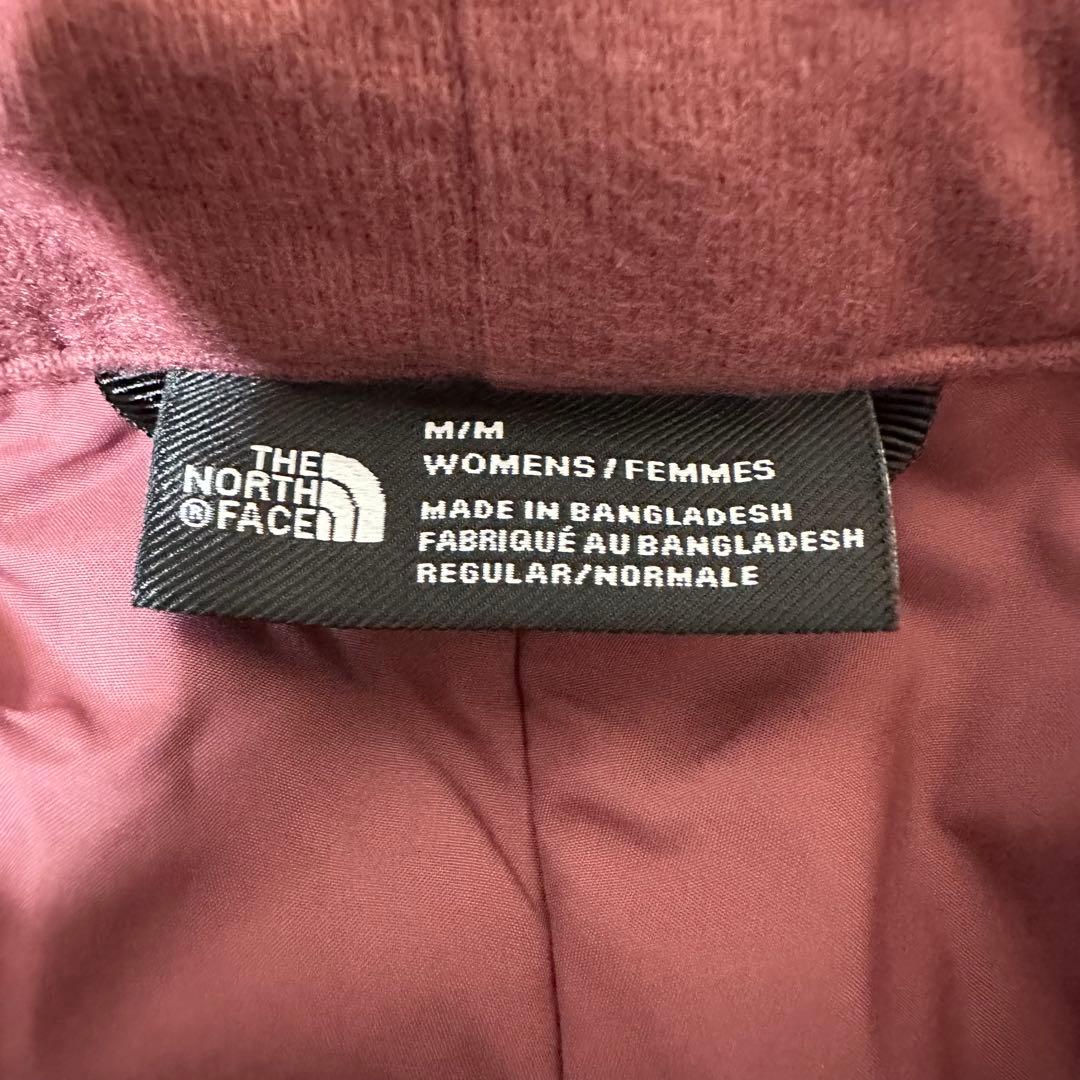 THE
NORTH
®FACE
M/M
WOMENS/FEMMES
MADE IN BANGLADESH
FABRIQUÉ AU BANGLADESH
REGULAR/NORMALE